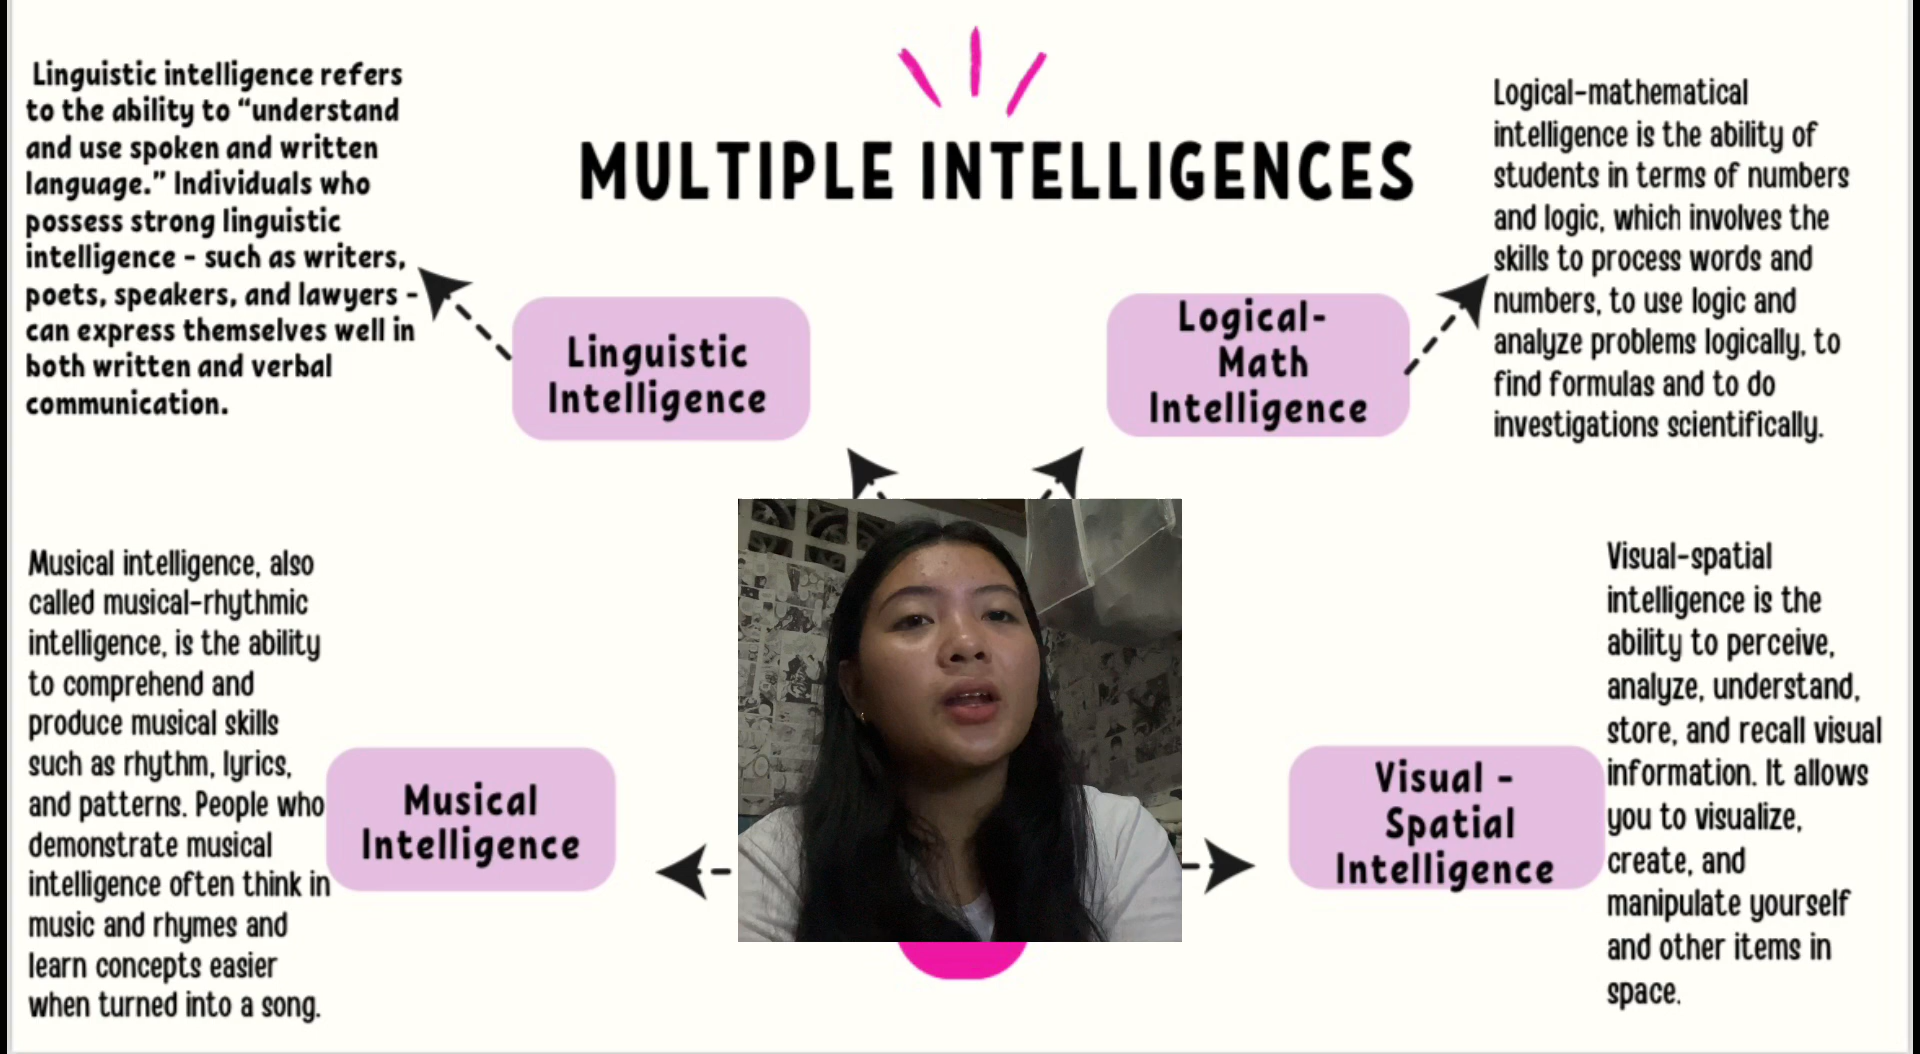 MULTIPLE INTELLIGENCES
Linguistic intelligence refers
to the ability to “understand
and use spoken and written
language.” Individuals who
possess strong linguistic
intelligence - such as writers,
poets, speakers, and lawyers -
can express themselves well in
both written and verbal
communication.
Linguistic
Intelligence
Logical-
Math
Intelligence
Logical-mathematical
intelligence is the ability of
students in terms of numbers
and logic, which involves the
skills to process words and
numbers, to use logic and
analyze problems logically, to
find formulas and to do
investigations scientifically.
Musical intelligence, also
called musical-rhythmic
intelligence, is the ability
to comprehend and
produce musical skills
such as rhythm, lyrics,
and patterns. People who
demonstrate musical
intelligence often think in
music and rhymes and
learn concepts easier
when turned into a song.
Musical
Intelligence
Visual -
Spatial
Intelligence
Visual-spatial
intelligence is the
ability to perceive,
analyze, understand,
store, and recall visual
information. It allows
you to visualize,
create, and
manipulate yourself
and other items in
space.